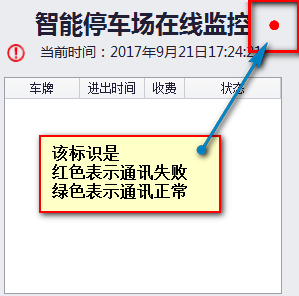 智能停车场在线监控
当前时间：2017年9月21日17:24:21
车牌 进出时间 收费 状态
该标识是
红色表示通讯失败
绿色表示通讯正常